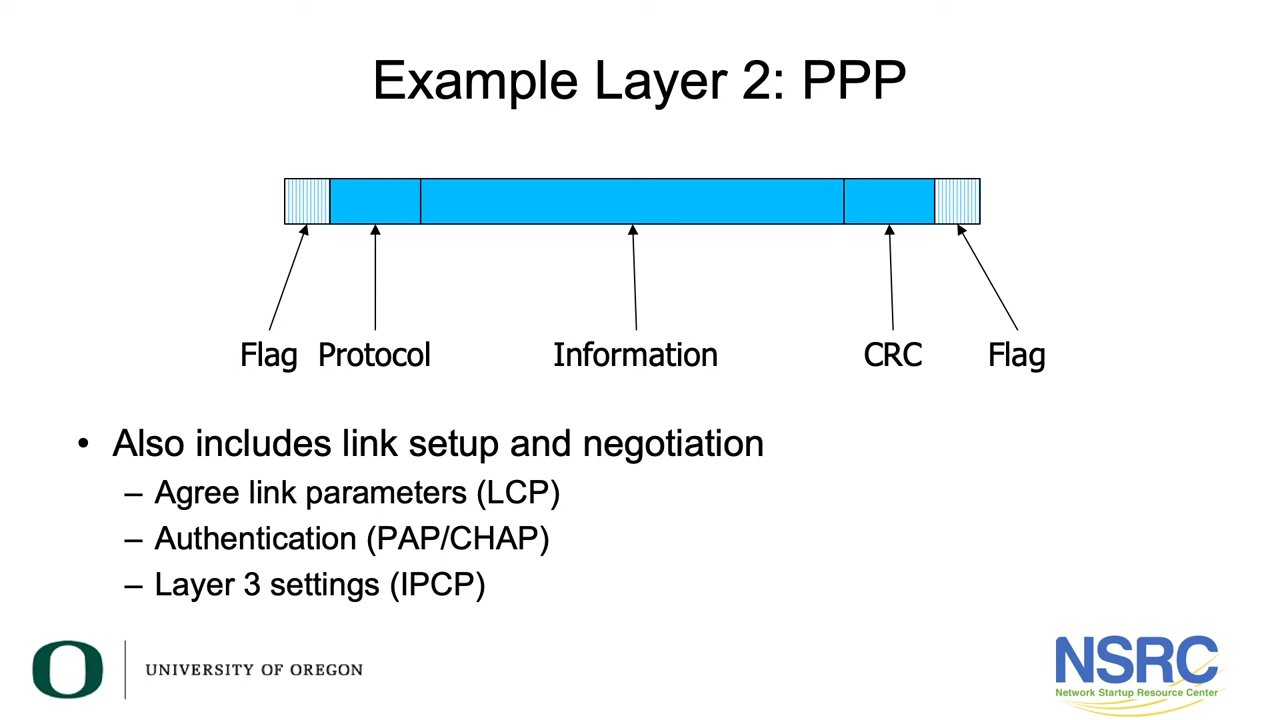 Example Layer 2: PPP
Flag Protocol Information CRC Flag
• Also includes link setup and negotiation
– Agree link parameters (LCP)
– Authentication (PAP/CHAP)
– Layer 3 settings (IPCP)
O UNIVERSITY OF OREGON
NSRC
Network Startup Resource Center